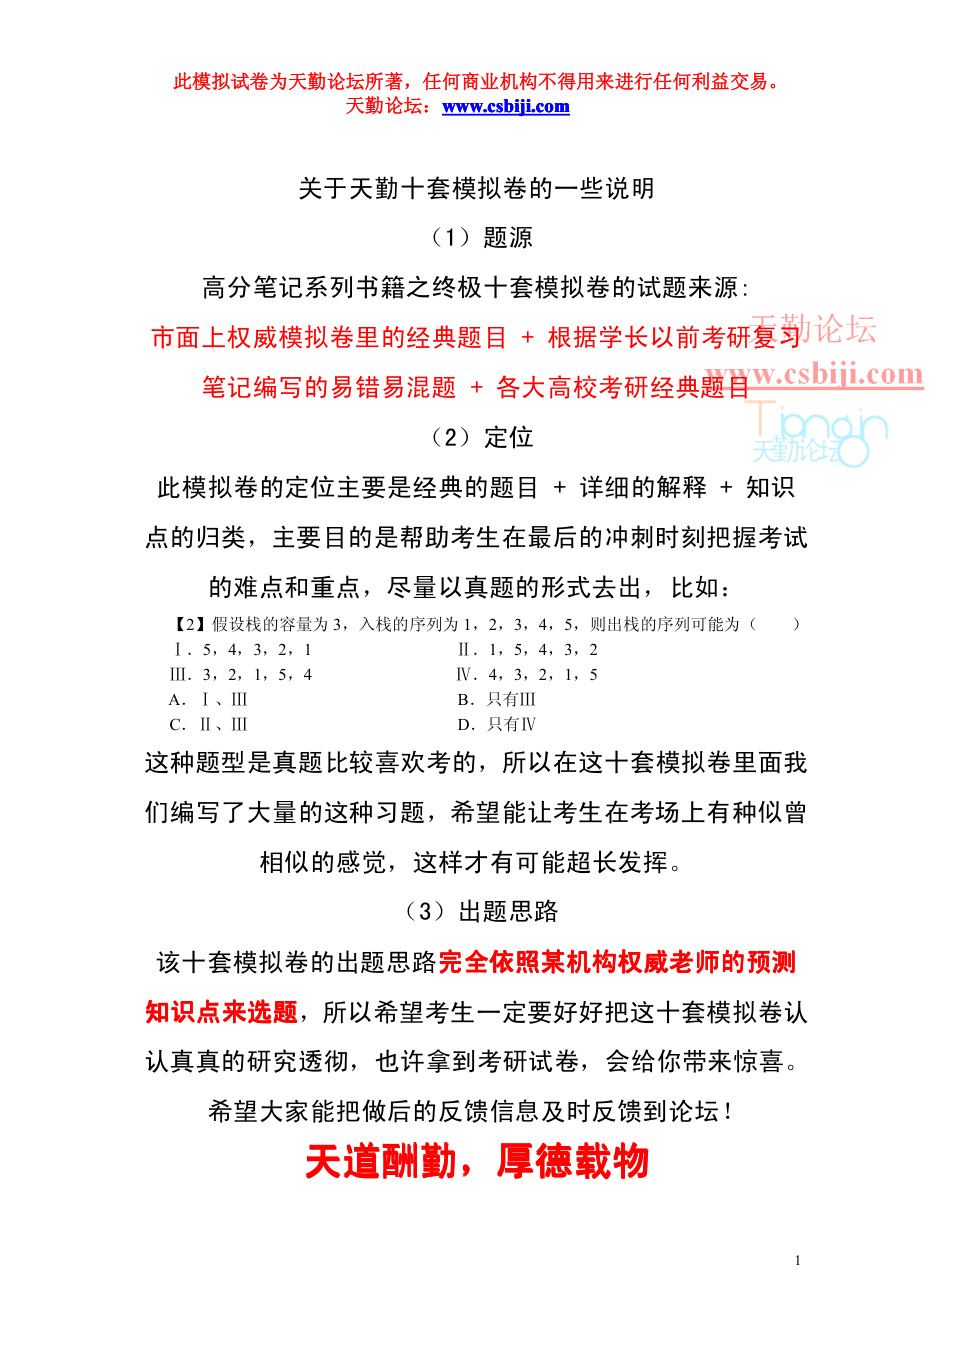 此模拟试卷为天勤论坛所著，任何商业机构不得用来进行任何利益交易。
天勤论坛：www.csbiji.com
关于天勤十套模拟卷的一些说明
（1）题源
高分笔记系列书籍之终极十套模拟卷的试题来源:
市面上权威模拟卷里的经典题目 + 根据学长以前考研复习
笔记编写的易错易混题 + 各大高校考研经典题目
天勤论坛
www.csbiji.com
Tianqin
天勤论坛
（2）定位
此模拟卷的定位主要是经典的题目 + 详细的解释 + 知识
点的归类，主要目的是帮助考生在最后的冲刺时刻把握考试
的难点和重点，尽量以真题的形式去出，比如：
【2】假设栈的容量为 3，入栈的序列为 1，2，3，4，5，则出栈的序列可能为（　　）
Ⅰ．5，4，3，2，1　　Ⅱ．1，5，4，3，2
Ⅲ．3，2，1，5，4　　Ⅳ．4，3，2，1，5
A．Ⅰ、Ⅲ　　B．只有Ⅲ
C．Ⅱ、Ⅲ　　D．只有Ⅳ
这种题型是真题比较喜欢考的，所以在这十套模拟卷里面我
们编写了大量的这种习题，希望能让考生在考场上有种似曾
相似的感觉，这样才有可能超长发挥。
（3）出题思路
该十套模拟卷的出题思路完全依照某机构权威老师的预测
知识点来选题，所以希望考生一定要好好把这十套模拟卷认
认真真的研究透彻，也许拿到考研试卷，会给你带来惊喜。
希望大家能把做后的反馈信息及时反馈到论坛！
天道酬勤，厚德载物
1